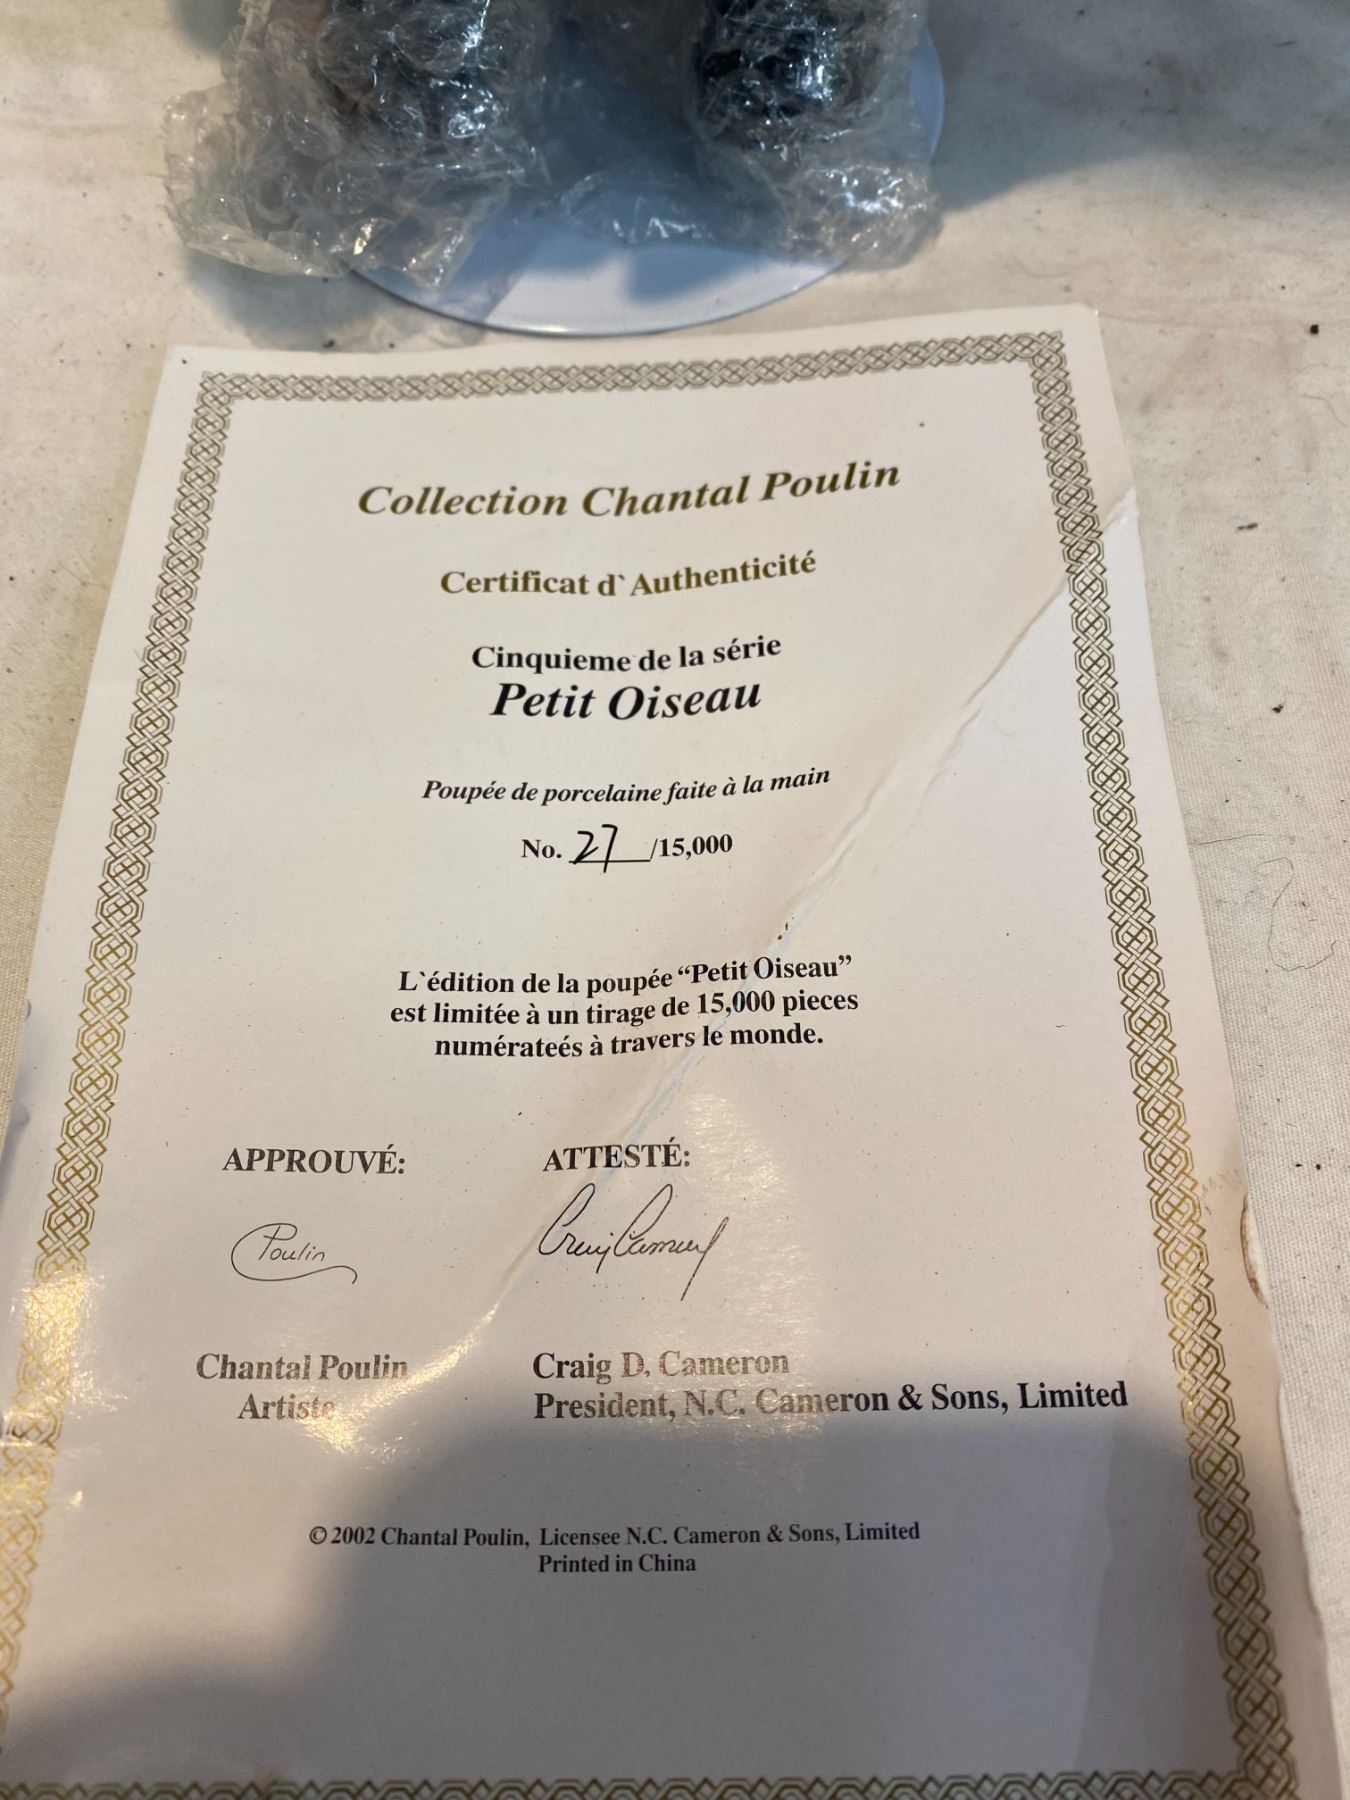 Collection Chantal Poulin
Certificat d`Authenticité
Cinquieme de la série
Petit Oiseau
Poupée de porcelaine faite à la main
No. 27 /15,000
L`édition de la poupée “Petit Oiseau”
est limitée à un tirage de 15,000 pieces
numérateés à travers le monde.
APPROUVÉ: ATTESTÉ:
Poulin Craig Cameron
Chantal Poulin Craig D. Cameron
Artiste President, N.C. Cameron & Sons, Limited
© 2002 Chantal Poulin, Licensee N.C. Cameron & Sons, Limited
Printed in China